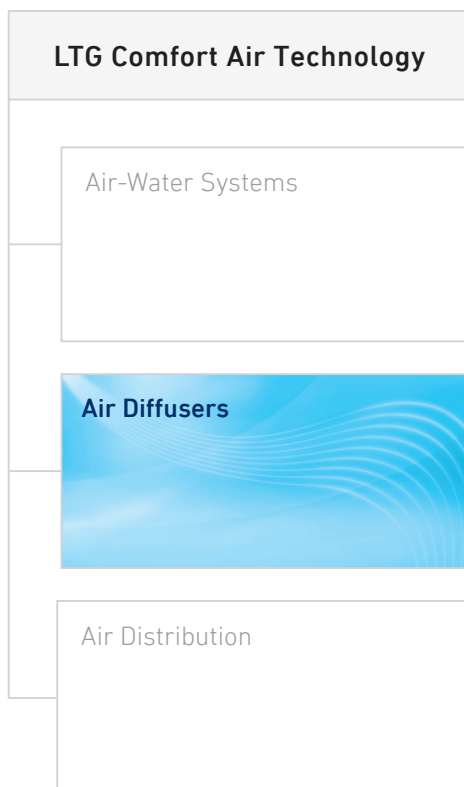 LTG Comfort Air Technology
Air-Water Systems
Air Diffusers
Air Distribution